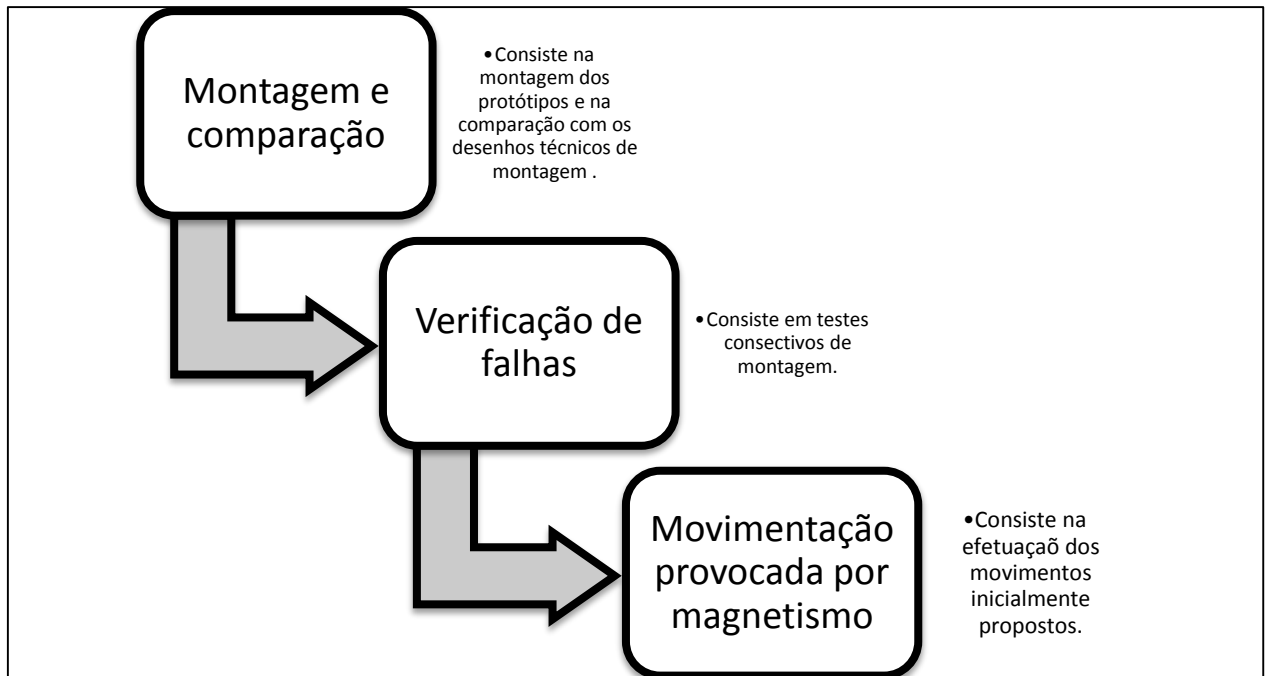 Montagem e
comparação
•Consiste na
montagem dos
protótipos e na
comparação com os
desenhos técnicos de
montagem .
Verificação de
falhas
•Consiste em testes
consectivos de
montagem.
Movimentação
provocada por
magnetismo
•Consiste na
efetuaçaõ dos
movimentos
inicialmente
propostos.